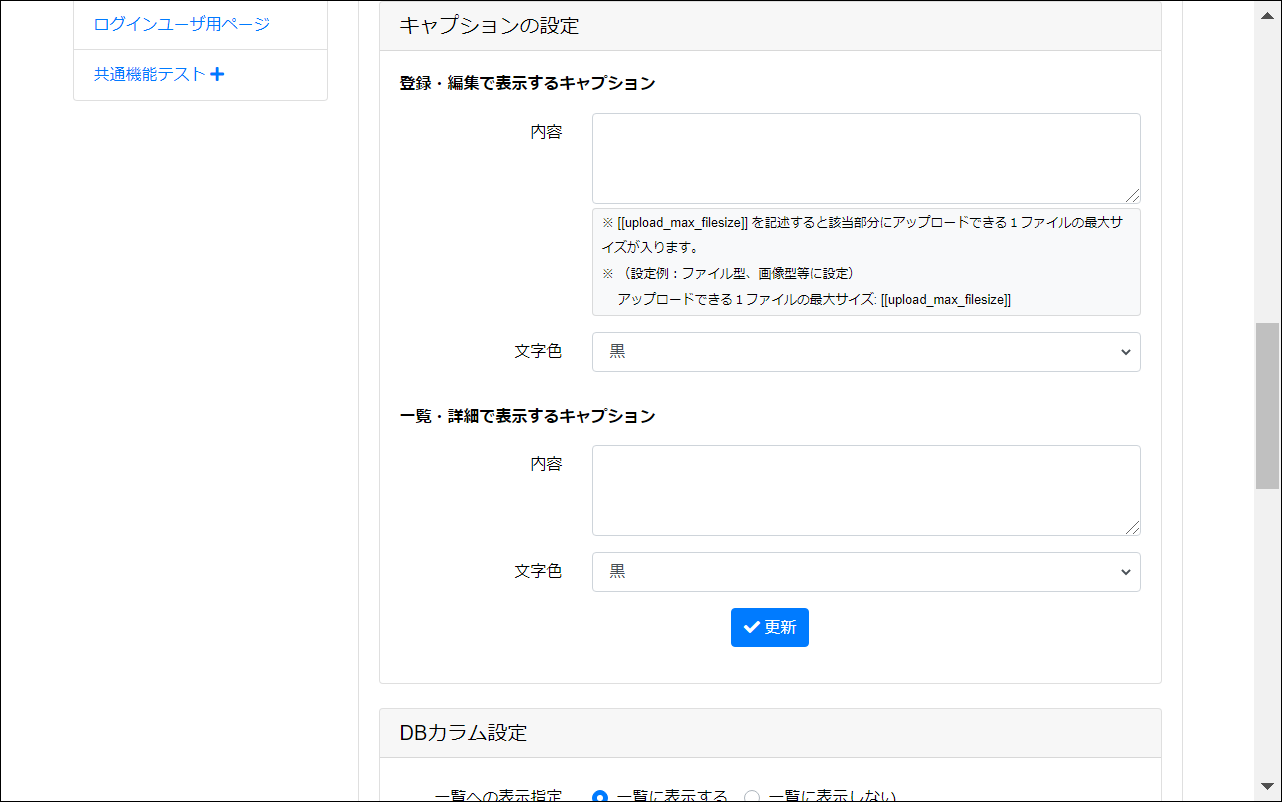 ログインユーザ用ページ
共通機能テスト
キャプションの設定
登録・編集で表示するキャプション
内容
※ [[upload_max_filesize]] を記述すると該当部分にアップロードできる１ファイルの最大サ
イズが入ります。
※ （設定例：ファイル型、画像型等に設定）
アップロードできる１ファイルの最大サイズ: [[upload_max_filesize]]
文字色
黒
一覧・詳細で表示するキャプション
内容
文字色
黒
更新
DBカラム設定
一覧への表示指定 一覧に表示する 一覧に表示しない